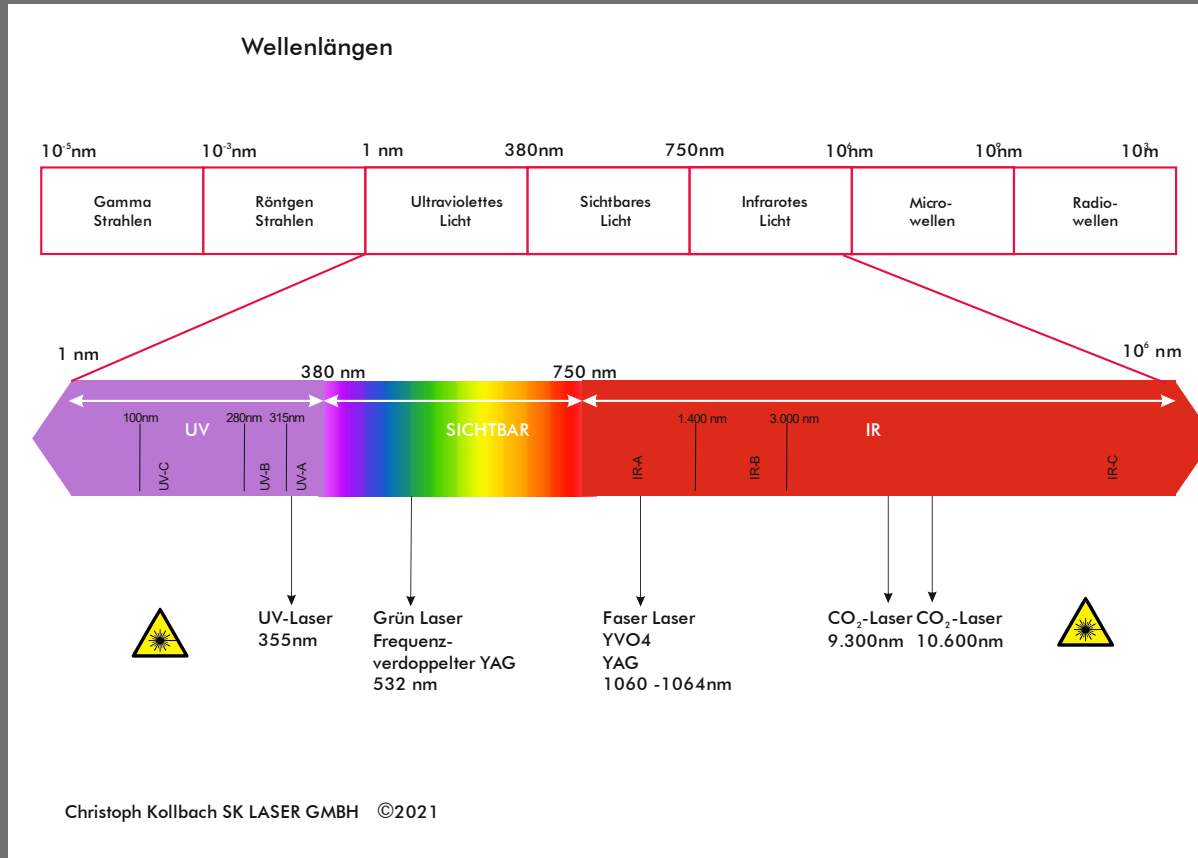 Wellenlängen
10⁻⁵nm 10⁻³nm 1 nm 380nm 750nm 10⁶nm 10⁹nm 10³m
Gamma
Strahlen
Röntgen
Strahlen
Ultraviolettes
Licht
Sichtbares
Licht
Infrarotes
Licht
Micro-
wellen
Radio-
wellen
1 nm 380 nm 750 nm 10⁶ nm
100nm 280nm 315nm 1.400 nm 3.000 nm
UV SICHTBAR IR
UV-C UV-B UV-A IR-A IR-B IR-C
UV-Laser
355nm
Grün Laser
Frequenz-
verdoppelter YAG
532 nm
Faser Laser
YVO4
YAG
1060 -1064nm
CO₂-Laser
9.300nm
CO₂-Laser
10.600nm
Christoph Kollbach SK LASER GMBH ©2021